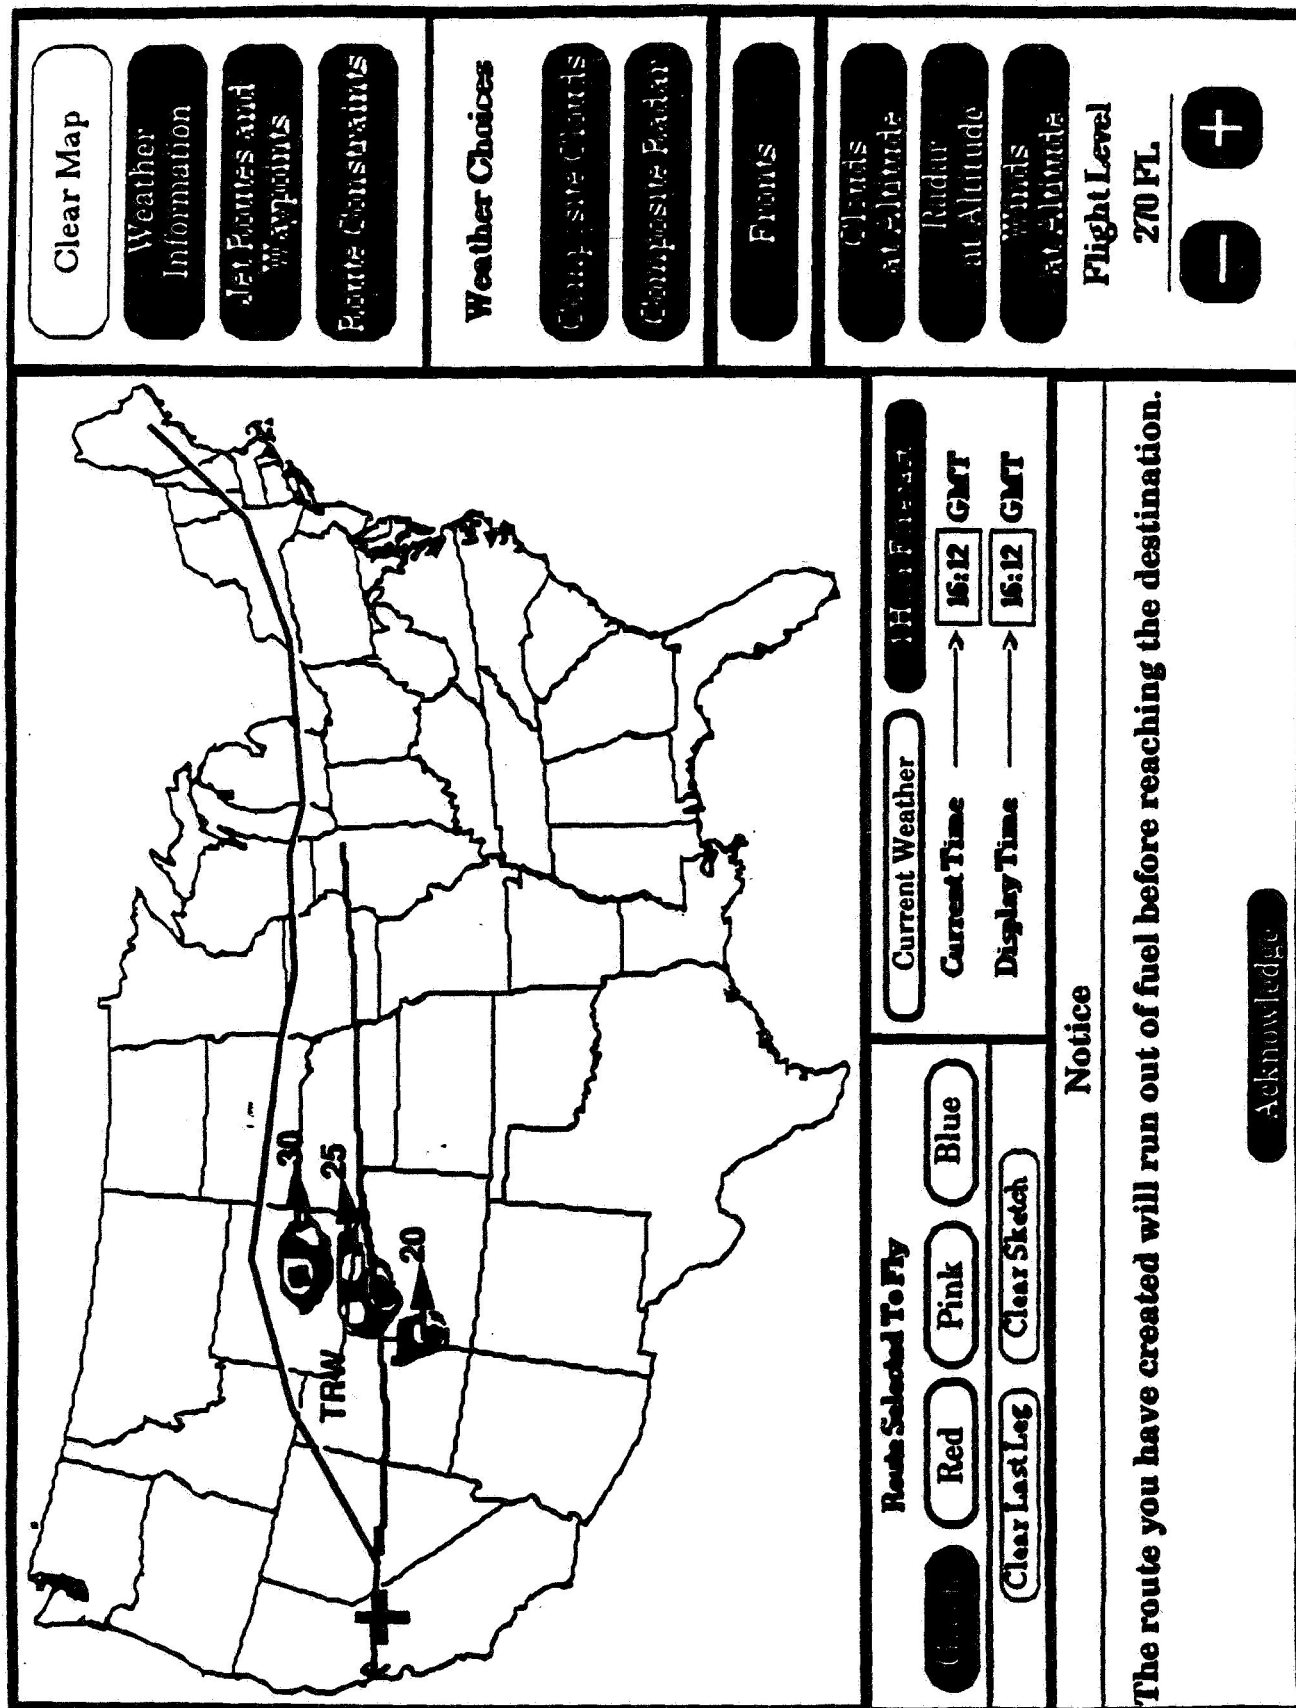 Clear Map
Weather
Information
Jet Routes and
Waypoints
Route Constraints
Weather Choices
Composite Clouds
Composite Radar
Fronts
Clouds
at Altitude
Radar
at Altitude
Winds
at Altitude
Flight Level
270 FL
30
25
20
TRW
Current Weather
Current Time
16:12 GMT
Display Time
16:12 GMT
Route Selected To Fly
Red
Pink
Blue
Clear Last Leg
Clear Sketch
Notice
The route you have created will run out of fuel before reaching the destination.
Acknowledge